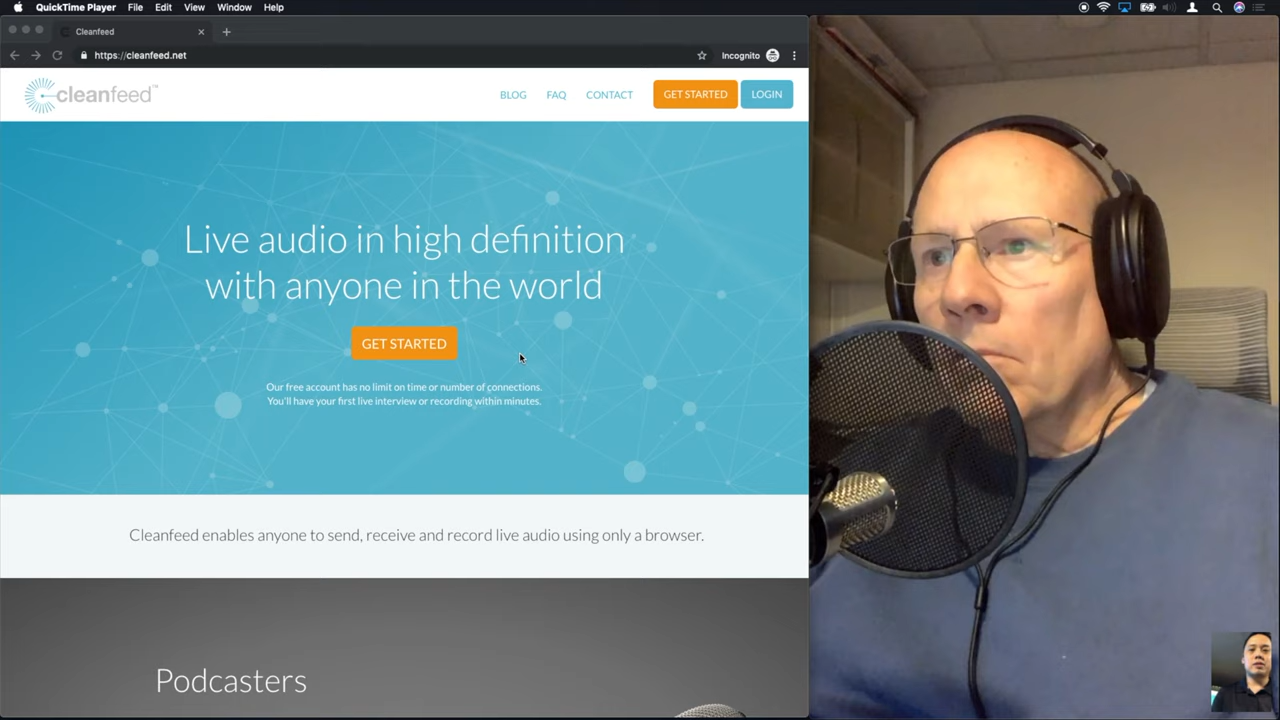 QuickTime Player File Edit View Window Help
Cleanfeed
https://cleanfeed.net
Incognito
cleanfeed™
BLOG FAQ CONTACT GET STARTED LOGIN
Live audio in high definition
with anyone in the world
GET STARTED
Our free account has no limit on time or number of connections.
You'll have your first live interview or recording within minutes.
Cleanfeed enables anyone to send, receive and record live audio using only a browser.
Podcasters